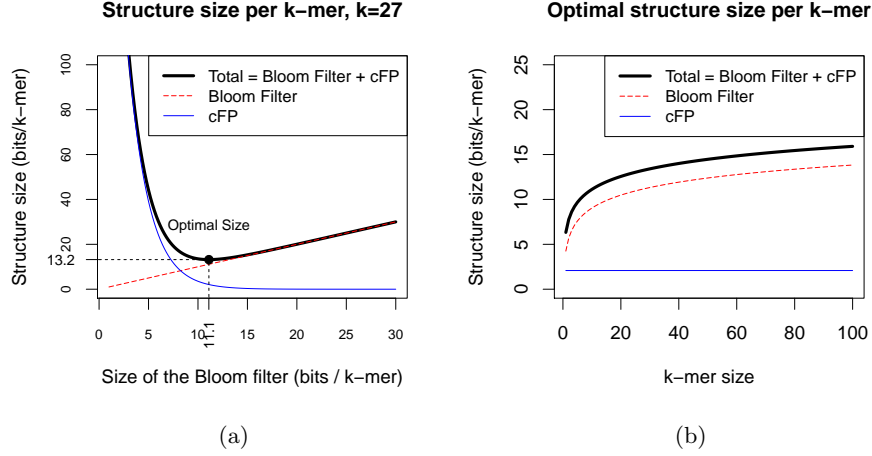 Structure size per k−mer, k=27
Structure size (bits/k−mer)
100
80
60
40
20
13.2
0
Total = Bloom Filter + cFP
Bloom Filter
cFP
Optimal Size
0 5 10 15 20 25 30
11.1
Size of the Bloom filter (bits / k−mer)
(a)
Optimal structure size per k−mer
Structure size (bits/k−mer)
25
20
15
10
5
0
Total = Bloom Filter + cFP
Bloom Filter
cFP
0 20 40 60 80 100
k−mer size
(b)